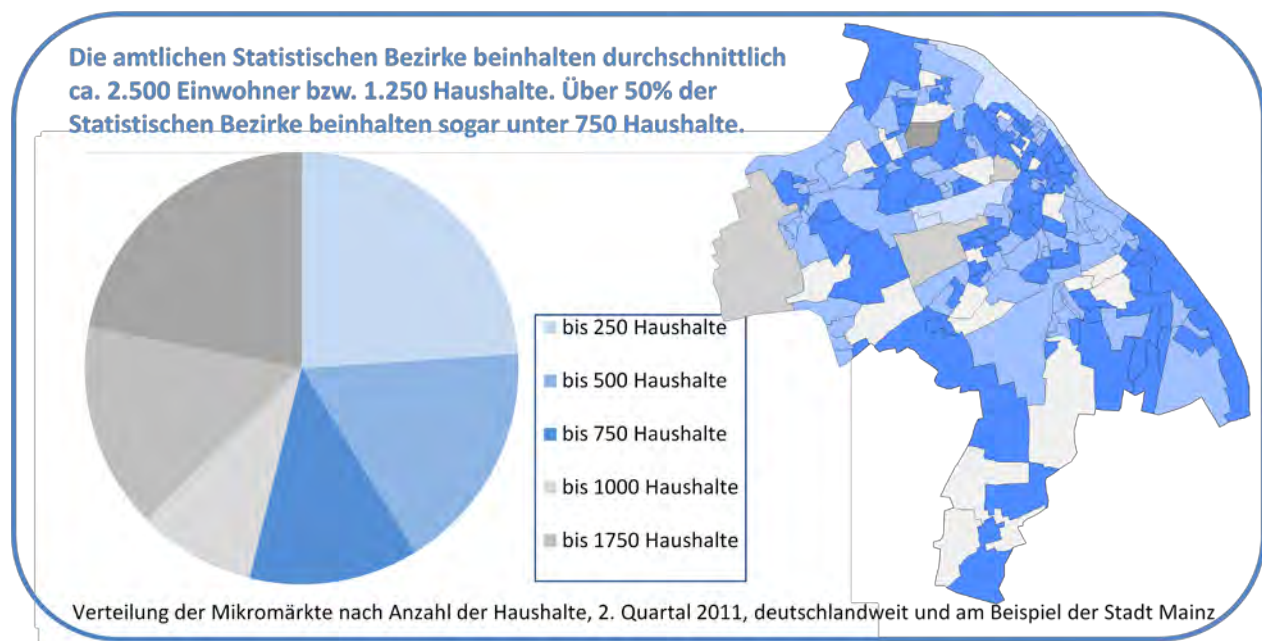 Die amtlichen Statistischen Bezirke beinhalten durchschnittlich
ca. 2.500 Einwohner bzw. 1.250 Haushalte. Über 50% der
Statistischen Bezirke beinhalten sogar unter 750 Haushalte.
bis 250 Haushalte
bis 500 Haushalte
bis 750 Haushalte
bis 1000 Haushalte
bis 1750 Haushalte
Verteilung der Mikromärkte nach Anzahl der Haushalte, 2. Quartal 2011, deutschlandweit und am Beispiel der Stadt Mainz